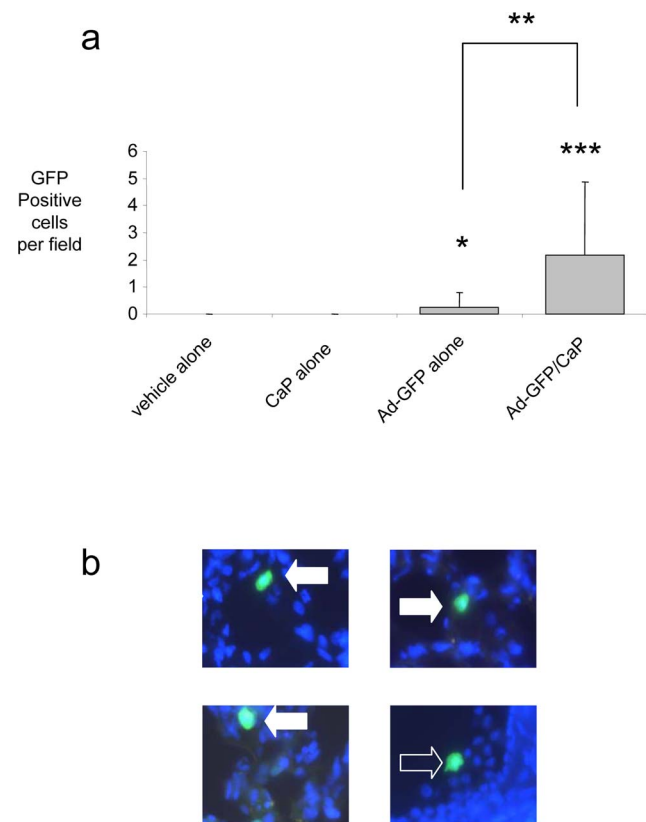 a
**
GFP
Positive
cells
per field
6
5
4
3
2
1
0
*
***
vehicle alone
CaP alone
Ad-GFP alone
Ad-GFP/CaP
b